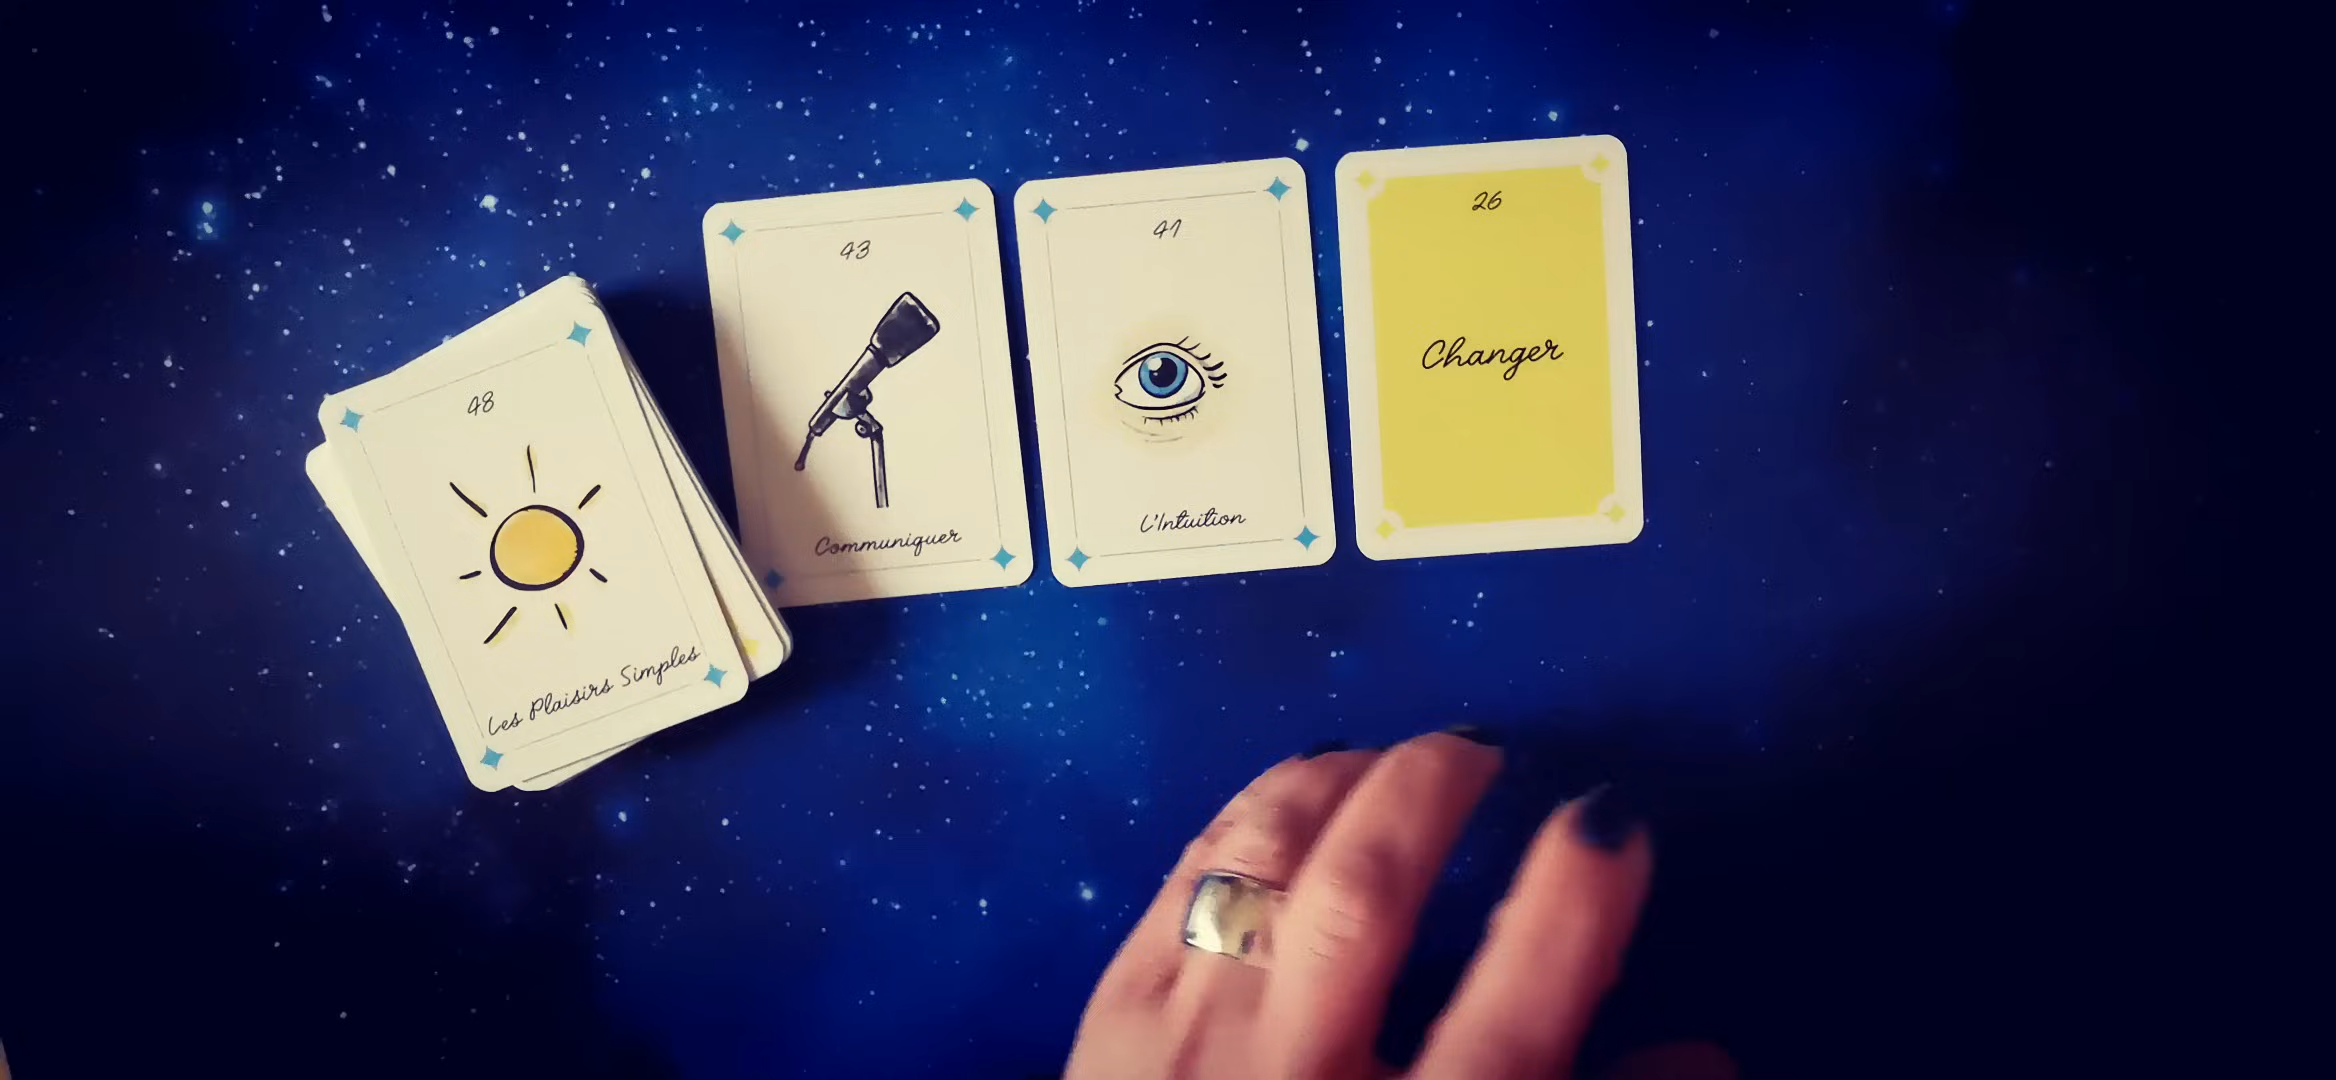 48
Les Plaisirs Simples
43
Communiquer
41
L'Intuition
26
Changer